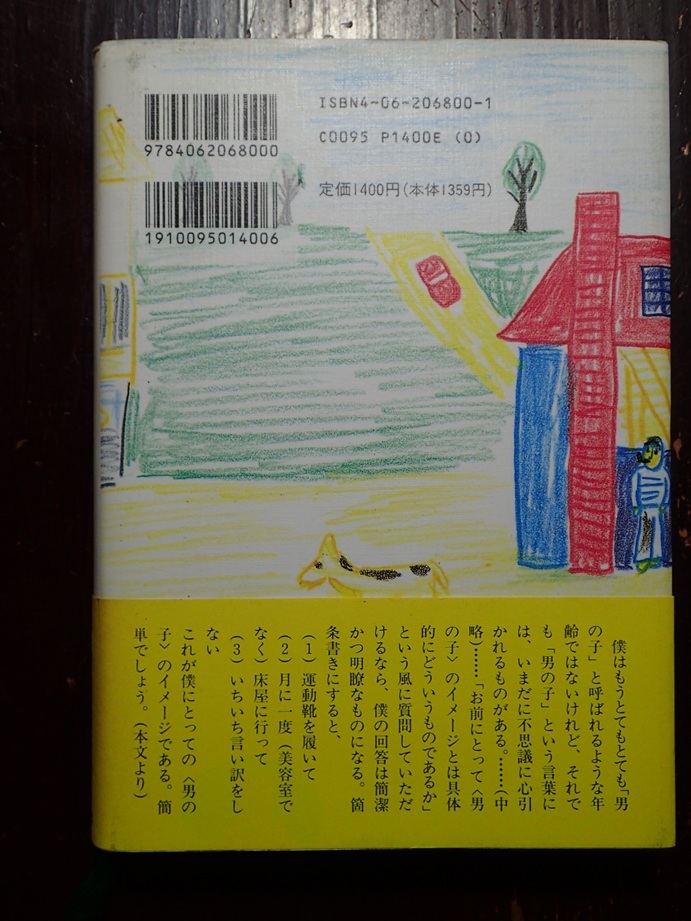 ISBN4-06-206800-1
9784062068000
C0095 P1400E (0)
1910095014006
定価1400円(本体1359円)
僕はもうとてもとても「男
の子」と呼ばれるような年
齢ではないけれど、それで
も「男の子」という言葉に
は、いまだに不思議に心引
かれるものがある。……(中
略)……「お前にとって〈男
の子〉のイメージとは具体
的にどういうものであるか」
という風に質問していただ
けるなら、僕の回答は簡潔
かつ明瞭なものになる。箇
条書きにすると、
(1)運動靴を履いて
(2)月に一度(美容室で
なく)床屋に行って
(3)いちいち言い訳をし
ない
これが僕にとっての〈男の
子〉のイメージである。簡
単でしょう。(本文より)